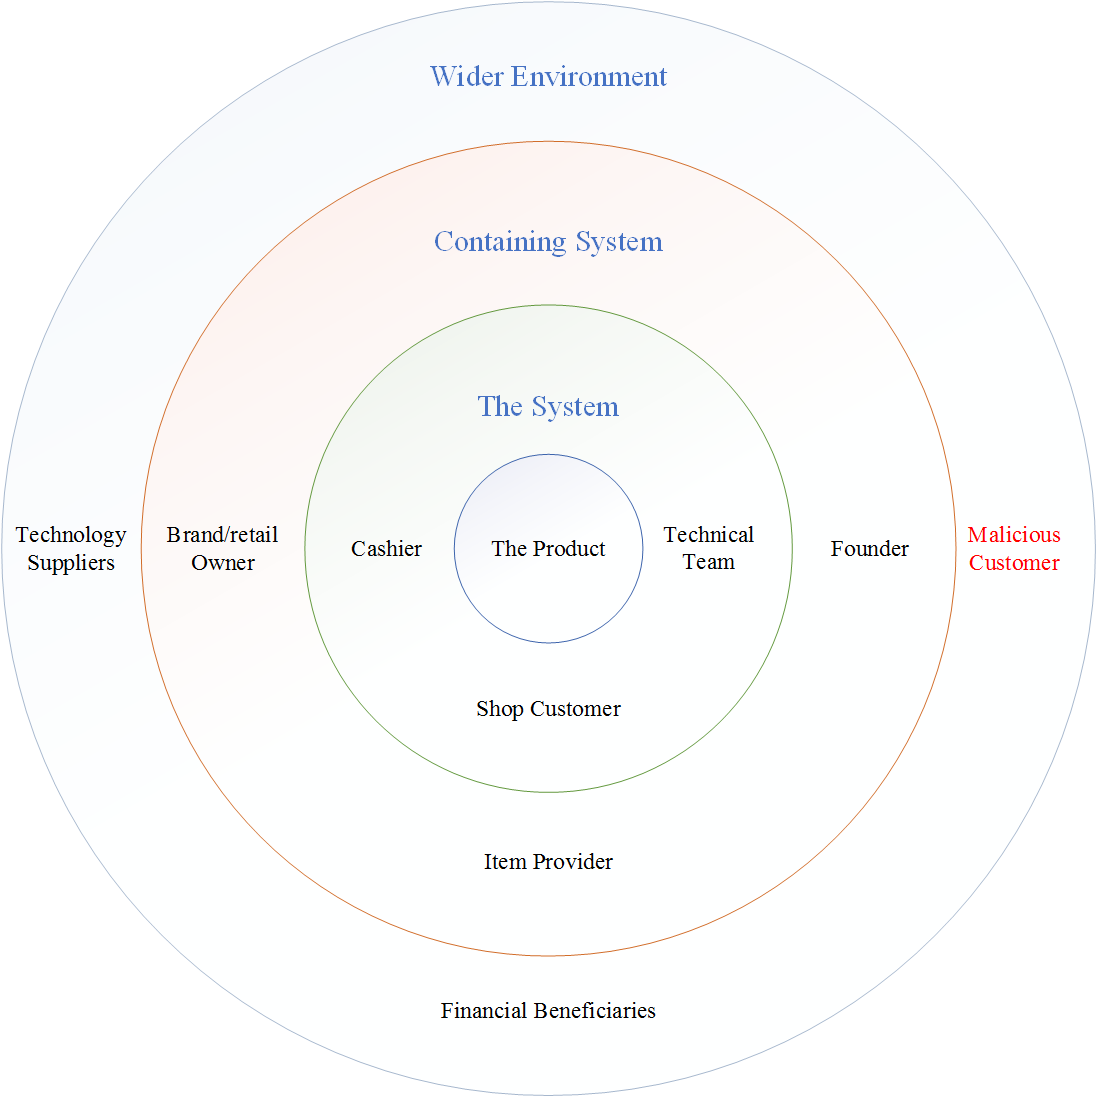 Wider Environment
Containing System
The System
Technology
Suppliers
Brand/retail
Owner
Cashier
The Product
Technical
Team
Founder
Malicious
Customer
Shop Customer
Item Provider
Financial Beneficiaries